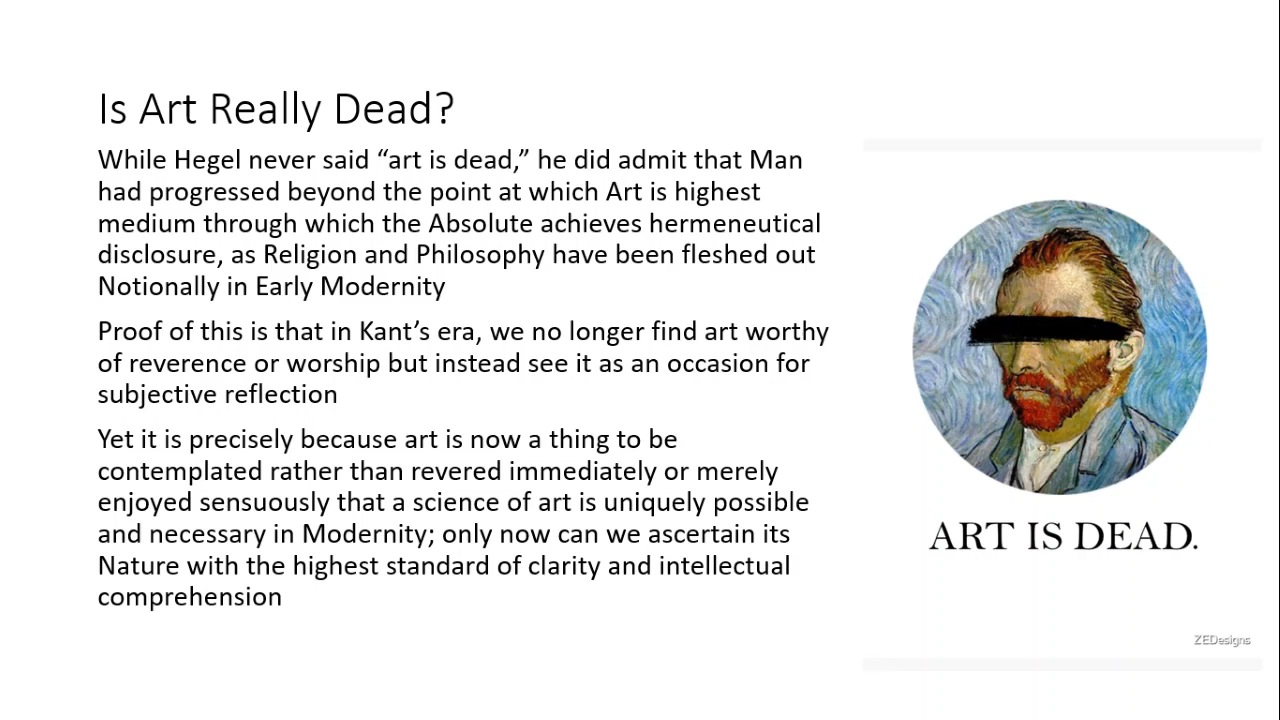 Is Art Really Dead?
While Hegel never said “art is dead,” he did admit that Man
had progressed beyond the point at which Art is highest
medium through which the Absolute achieves hermeneutical
disclosure, as Religion and Philosophy have been fleshed out
Notionally in Early Modernity
Proof of this is that in Kant’s era, we no longer find art worthy
of reverence or worship but instead see it as an occasion for
subjective reflection
Yet it is precisely because art is now a thing to be
contemplated rather than revered immediately or merely
enjoyed sensuously that a science of art is uniquely possible
and necessary in Modernity; only now can we ascertain its
Nature with the highest standard of clarity and intellectual
comprehension
ART IS DEAD.
ZEDesigns